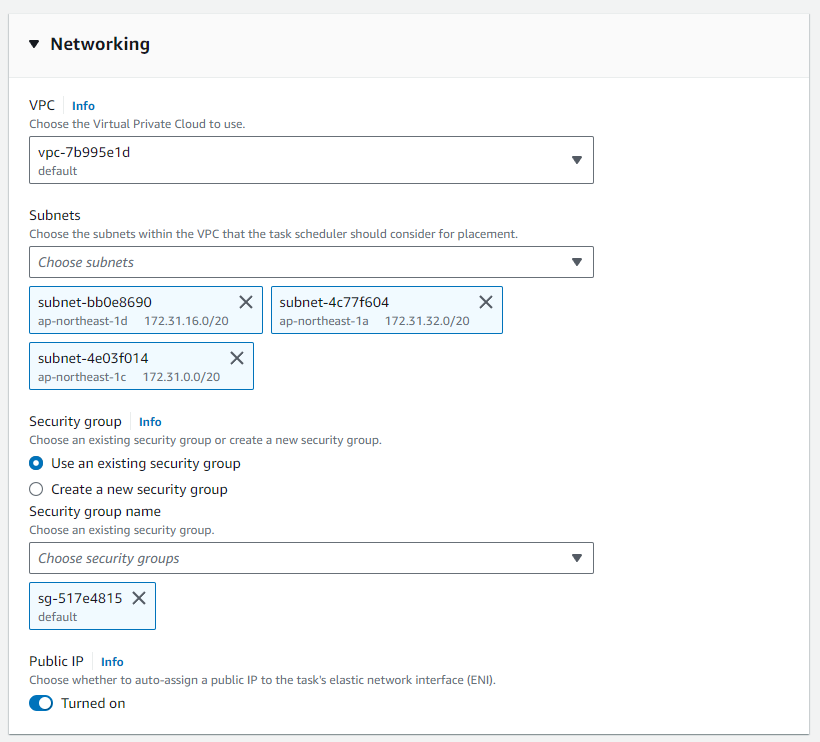 Networking
VPC Info
Choose the Virtual Private Cloud to use.
vpc-7b995e1d
default
Subnets
Choose the subnets within the VPC that the task scheduler should consider for placement.
Choose subnets
subnet-bb0e8690 subnet-4c77f604
ap-northeast-1d 172.31.16.0/20 ap-northeast-1a 172.31.32.0/20
subnet-4e03f014
ap-northeast-1c 172.31.0.0/20
Security group Info
Choose an existing security group or create a new security group.
Use an existing security group
Create a new security group
Security group name
Choose an existing security group.
Choose security groups
sg-517e4815
default
Public IP Info
Choose whether to auto-assign a public IP to the task's elastic network interface (ENI).
Turned on